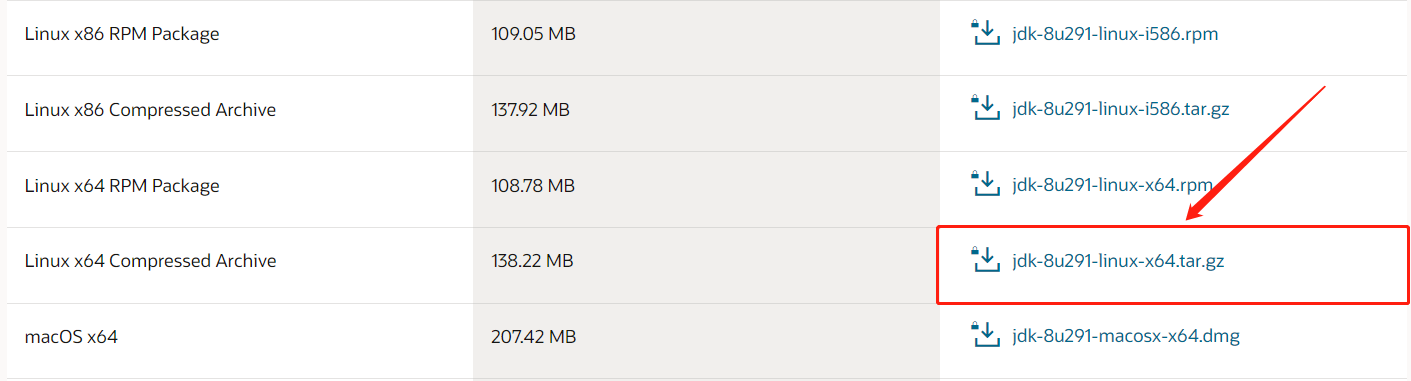 Linux x86 RPM Package 109.05 MB jdk-8u291-linux-i586.rpm
Linux x86 Compressed Archive 137.92 MB jdk-8u291-linux-i586.tar.gz
Linux x64 RPM Package 108.78 MB jdk-8u291-linux-x64.rpm
Linux x64 Compressed Archive 138.22 MB jdk-8u291-linux-x64.tar.gz
macOS x64 207.42 MB jdk-8u291-macosx-x64.dmg